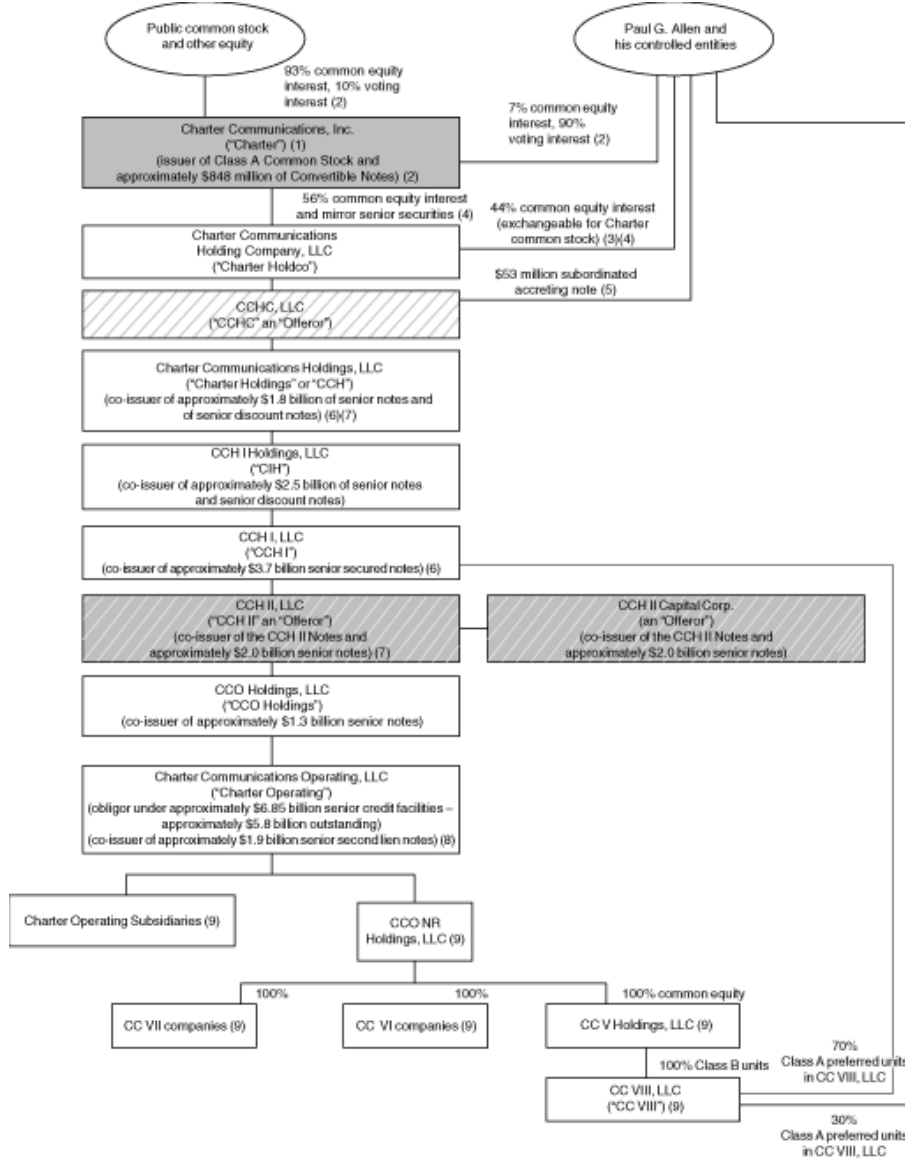 Public common stock
and other equity
Paul G. Allen and
his controlled entities
93% common equity
interest, 10% voting
interest (2)
7% common equity
interest, 90%
voting interest (2)
Charter Communications, Inc.
("Charter") (1)
(issuer of Class A Common Stock and
approximately $848 million of Convertible Notes) (2)
56% common equity interest
and mirror senior securities (4)
44% common equity interest
(exchangeable for Charter
common stock) (3)(4)
Charter Communications
Holding Company, LLC
("Charter Holdco")
$53 million subordinated
accreting note (5)
CCHC, LLC
("CCHC" an "Offeror")
Charter Communications Holdings, LLC
("Charter Holdings" or "CCH")
(co-issuer of approximately $1.8 billion of senior notes and
of senior discount notes) (6)(7)
CCH I Holdings, LLC
("CIH")
(co-issuer of approximately $2.5 billion of senior notes
and senior discount notes)
CCH I, LLC
("CCH I")
(co-issuer of approximately $3.7 billion senior secured notes) (6)
CCH II, LLC
("CCH II" an "Offeror")
(co-issuer of the CCH II Notes and
approximately $2.0 billion senior notes) (7)
CCH II Capital Corp.
(an "Offeror")
(co-issuer of the CCH II Notes and
approximately $2.0 billion senior notes)
CCO Holdings, LLC
("CCO Holdings")
(co-issuer of approximately $1.3 billion senior notes)
Charter Communications Operating, LLC
("Charter Operating")
(obligor under approximately $6.85 billion senior credit facilities –
approximately $5.8 billion outstanding)
(co-issuer of approximately $1.9 billion senior second lien notes) (8)
Charter Operating Subsidiaries (9)
CCO NR
Holdings, LLC (9)
100%
100%
100% common equity
CC VII companies (9)
CC VI companies (9)
CC V Holdings, LLC (9)
100% Class B units
70%
Class A preferred units
in CC VIII, LLC
CC VIII, LLC
("CC VIII") (9)
30%
Class A preferred units
in CC VIII, LLC